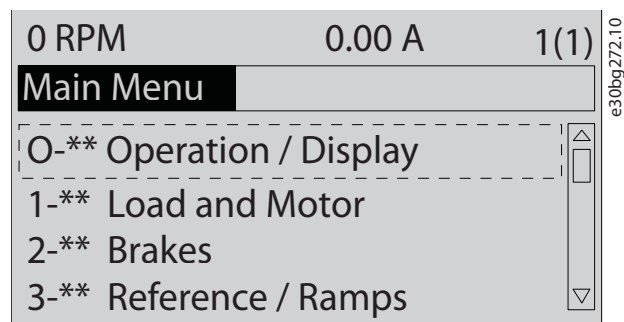 0 RPM 0.00 A 1(1)
Main Menu
O-** Operation / Display
1-** Load and Motor
2-** Brakes
3-** Reference / Ramps
e30bg272.10